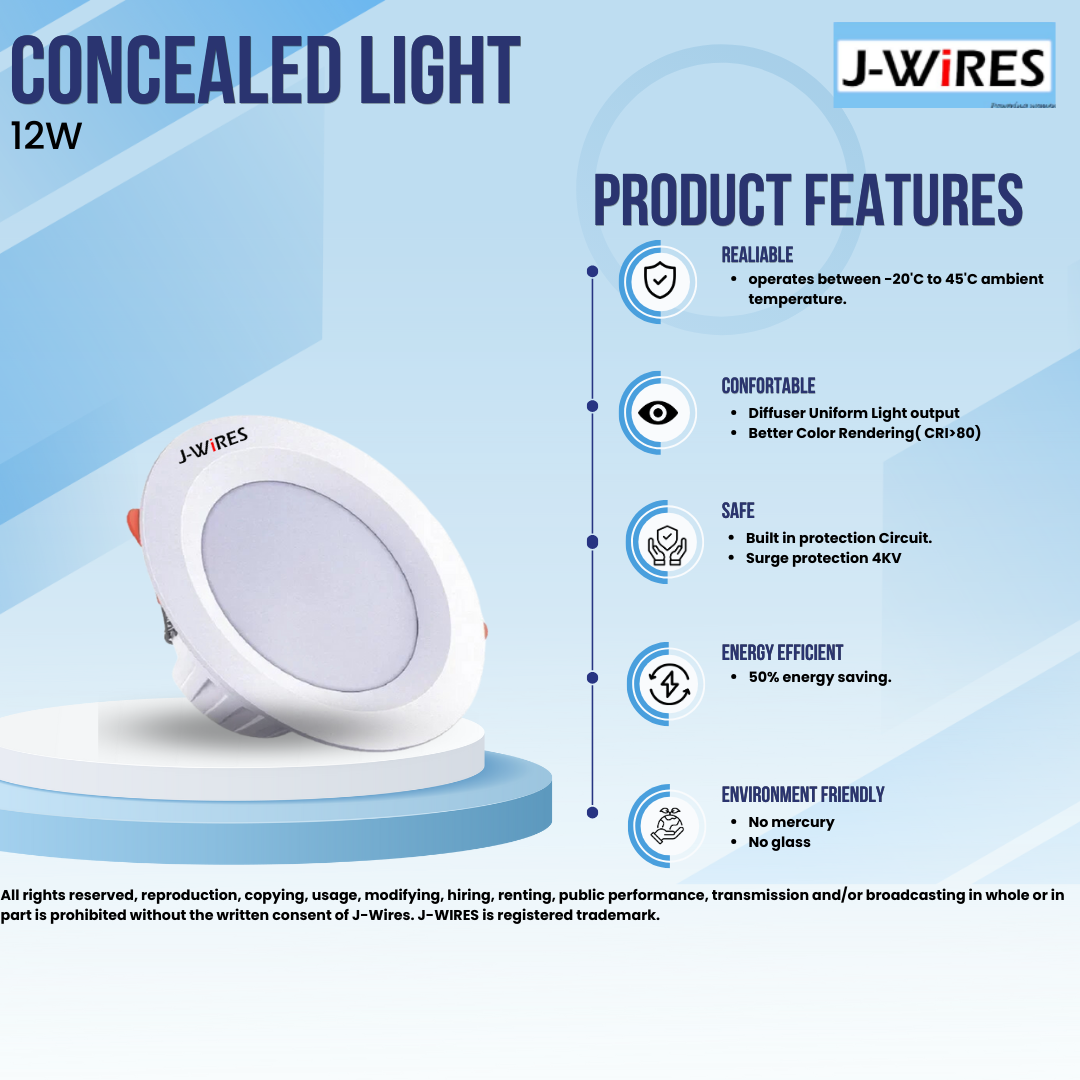 CONCEALED LIGHT
12W
J-WiRES
PRODUCT FEATURES
REALIABLE
• operates between -20'C to 45'C ambient
temperature.
CONFORTABLE
• Diffuser Uniform Light output
• Better Color Rendering( CRI>80)
J-WiRES
SAFE
• Built in protection Circuit.
• Surge protection 4KV
ENERGY EFFICIENT
• 50% energy saving.
ENVIRONMENT FRIENDLY
• No mercury
• No glass
All rights reserved, reproduction, copying, usage, modifying, hiring, renting, public performance, transmission and/or broadcasting in whole or in
part is prohibited without the written consent of J-Wires. J-WIRES is registered trademark.